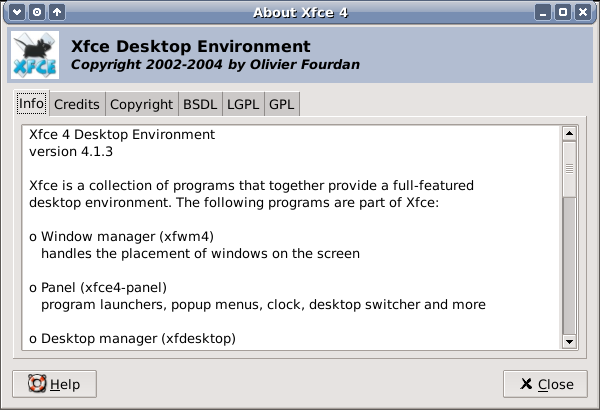 About Xfce 4
XFCE
Xfce Desktop Environment
Copyright 2002-2004 by Olivier Fourdan
Info Credits Copyright BSDL LGPL GPL
Xfce 4 Desktop Environment
version 4.1.3
Xfce is a collection of programs that together provide a full-featured
desktop environment. The following programs are part of Xfce:
o Window manager (xfwm4)
handles the placement of windows on the screen
o Panel (xfce4-panel)
program launchers, popup menus, clock, desktop switcher and more
o Desktop manager (xfdesktop)
Help Close